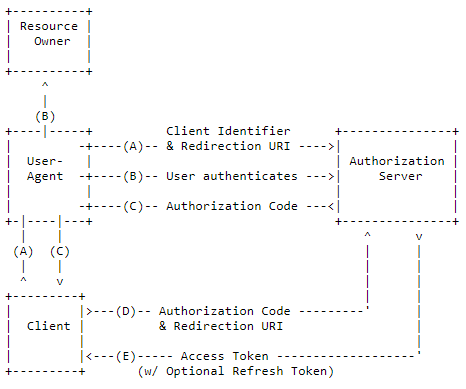 Resource
Owner
(B)
Client Identifier
(A) & Redirection URI
User-
Agent
(B) User authenticates
Authorization
Server
(C) Authorization Code
(A) (C)
(D) Authorization Code
Client & Redirection URI
(E) Access Token
(w/ Optional Refresh Token)